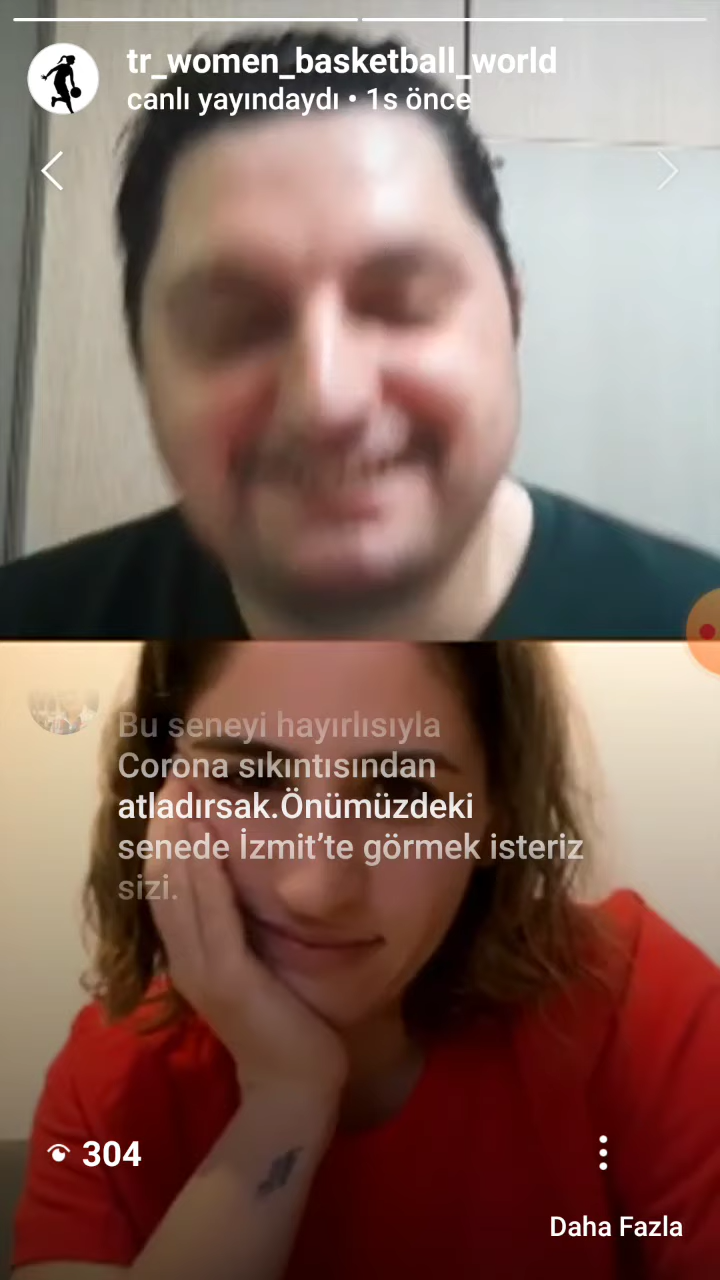 tr_women_basketball_world
canlı yayındaydı • 1s önce
Bu seneyi hayırlısıyla
Corona sıkıntısından
atladırsak.Önümüzdeki
senede İzmit’te görmek isteriz
sizi.
304
Daha Fazla